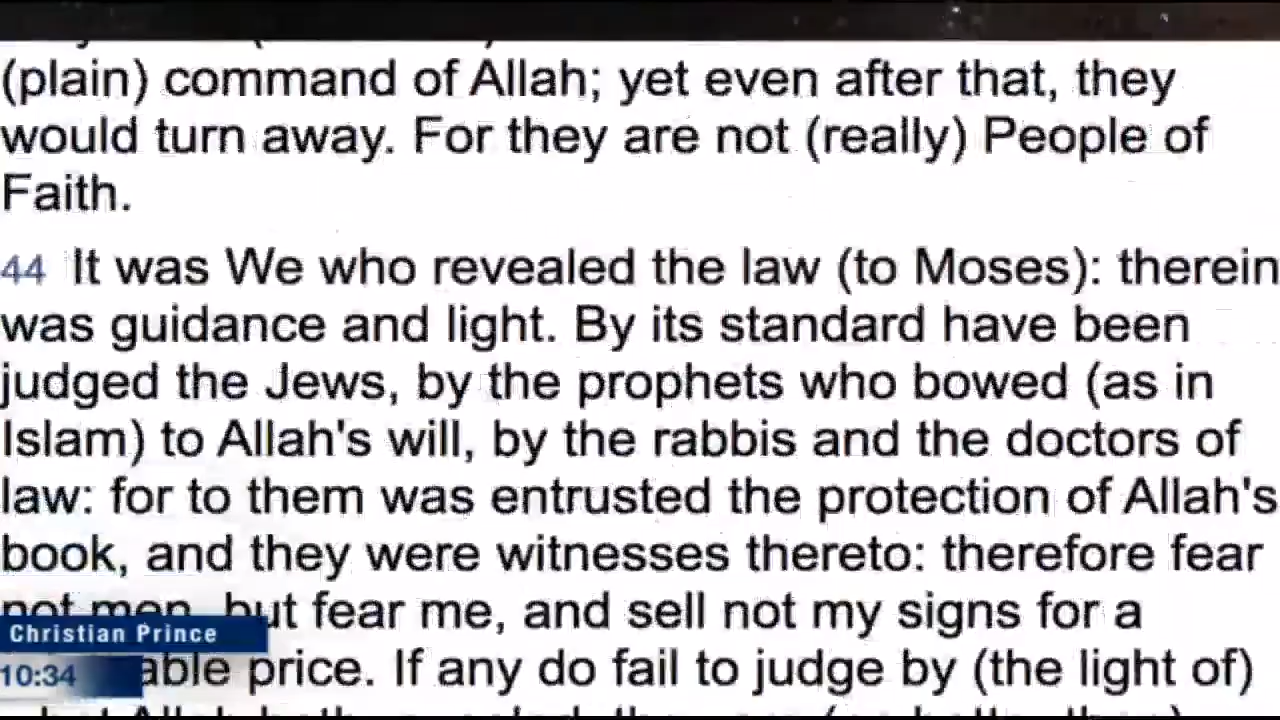 (plain) command of Allah; yet even after that, they
would turn away. For they are not (really) People of
Faith.
44 It was We who revealed the law (to Moses): therein
was guidance and light. By its standard have been
judged the Jews, by the prophets who bowed (as in
Islam) to Allah's will, by the rabbis and the doctors of
law: for to them was entrusted the protection of Allah's
book, and they were witnesses thereto: therefore fear
not men, but fear me, and sell not my signs for a
Christian Prince
able price. If any do fail to judge by (the light of)
10:34